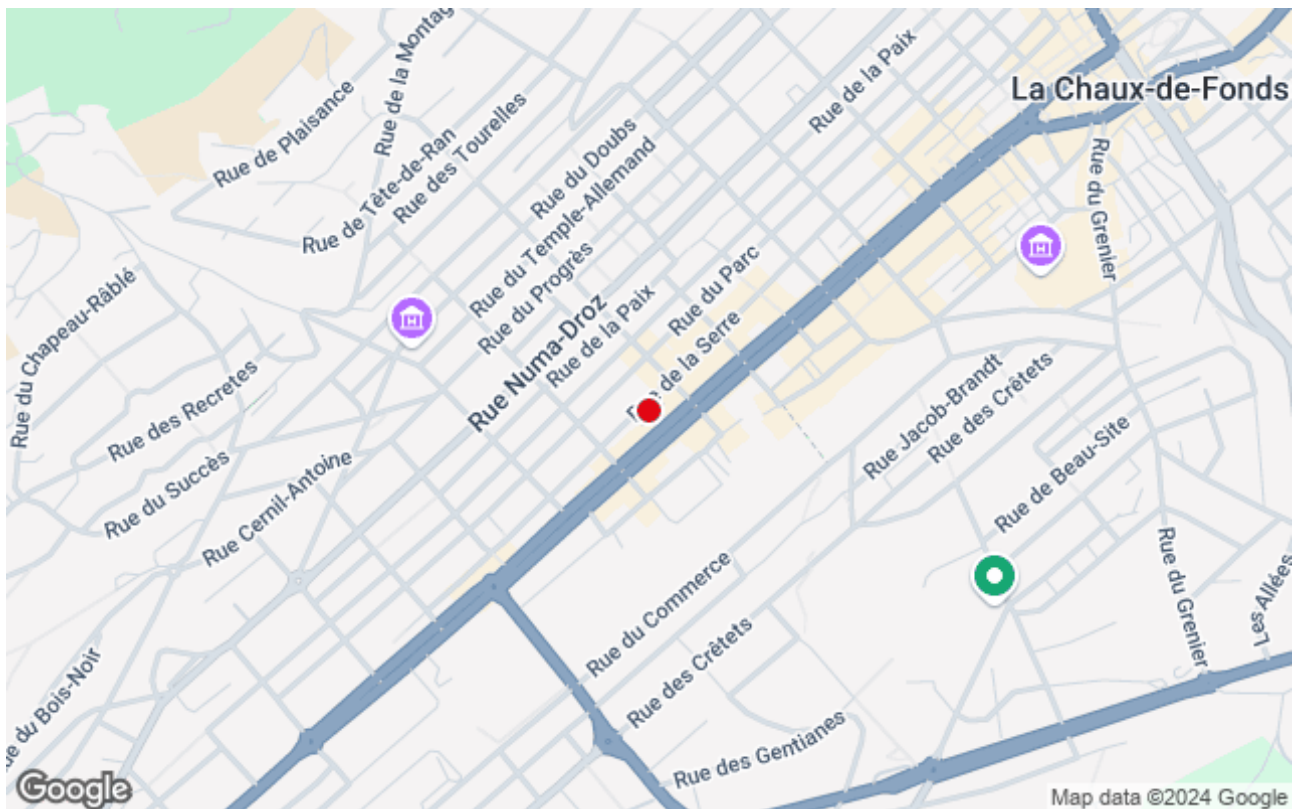 Rue de la Montag
Rue de la Paix
La Chaux-de-Fonds
Rue de Plaisance
Rue des Tourelles
Rue du Doubs
Rue de Tête-de-Ran
Rue du Temple-Allemand
Rue du Grenier
Rue du Progrès
Rue du Parc
Rue du Chapeau-Râblé
Rue de la Paix
Rue Numa-Droz
de la Serre
Rue des Recretes
Rue Jacob-Brandt
Rue des Crêtets
Rue du Succès
Rue Cernil-Antoine
Rue de Beau-Site
Rue du Commerce
Rue du Grenier
Les Allées
Rue des Crêtets
ue du Bois-Noir
Rue des Gentianes
Google
Map data ©2024 Google